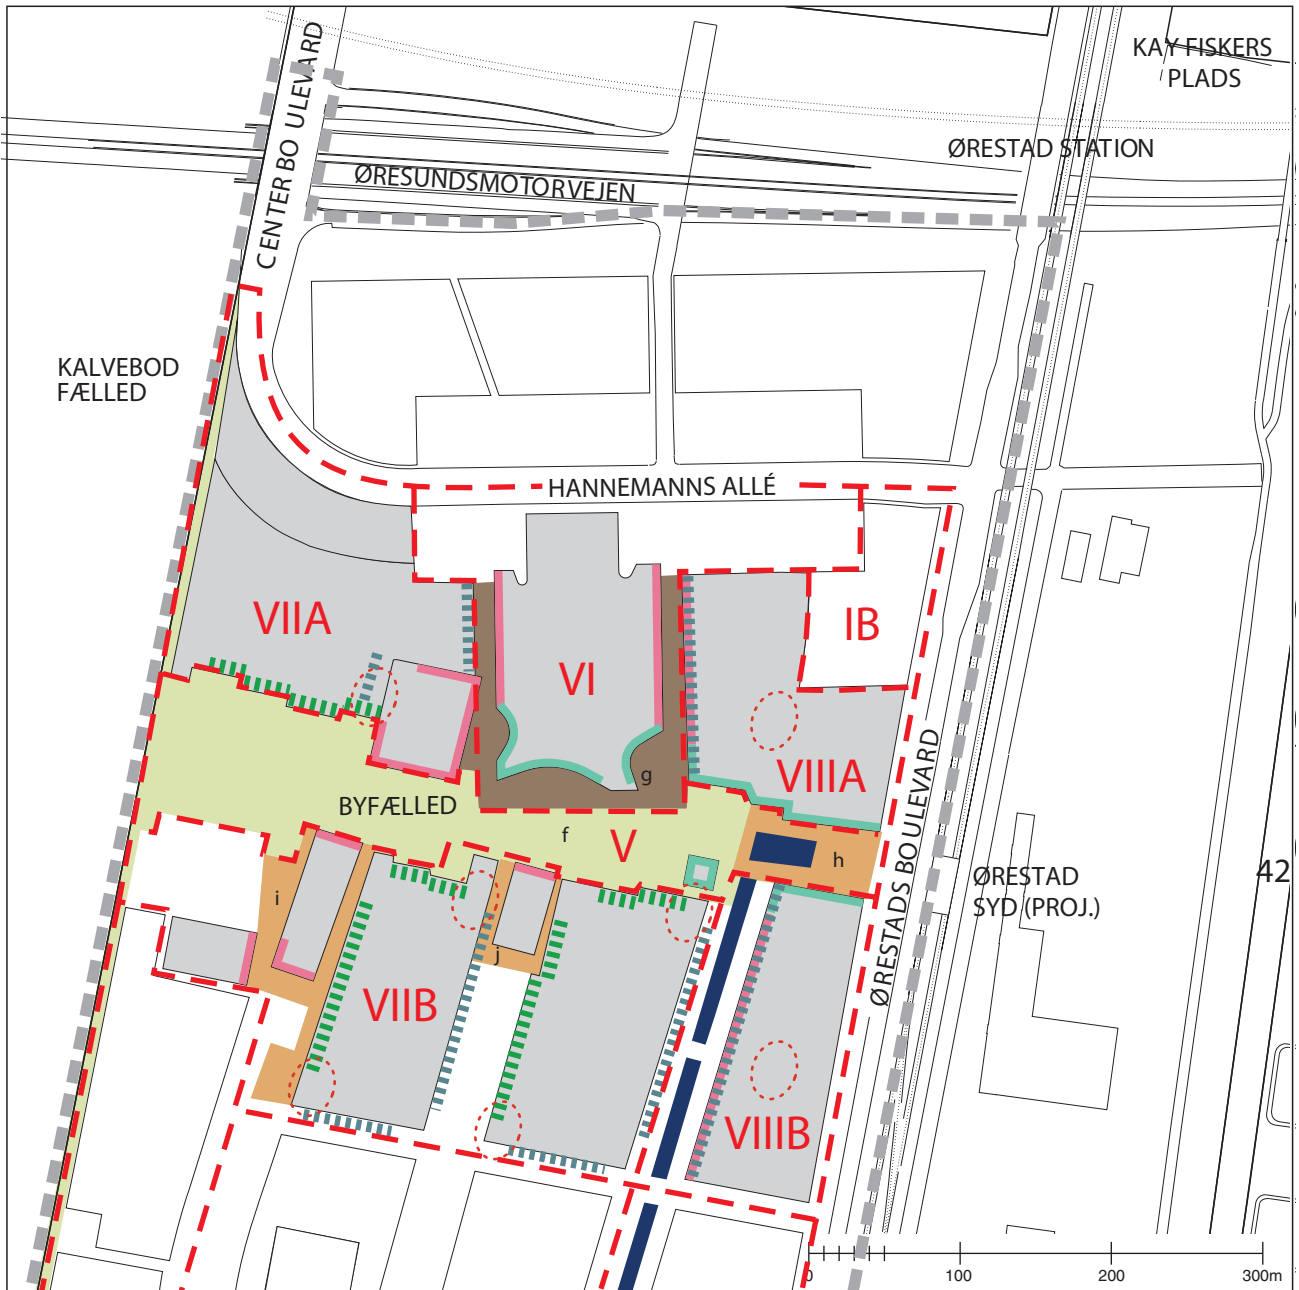 KAY FISKERS
PLADS
ØRESTAD STATION
CENTER BOULEVARD
ØRESUNDSMOTORVEJEN
KALVEBOD
FÆLLED
HANNEMANNS ALLÉ
VIIA
IB
VI
VIIIA
g
BYFÆLLED
f
V
h
ØRESTADS BOULEVARD
ØRESTAD
SYD (PROJ.)
42
i
j
VIIB
VIIIB
0
100
200
300m